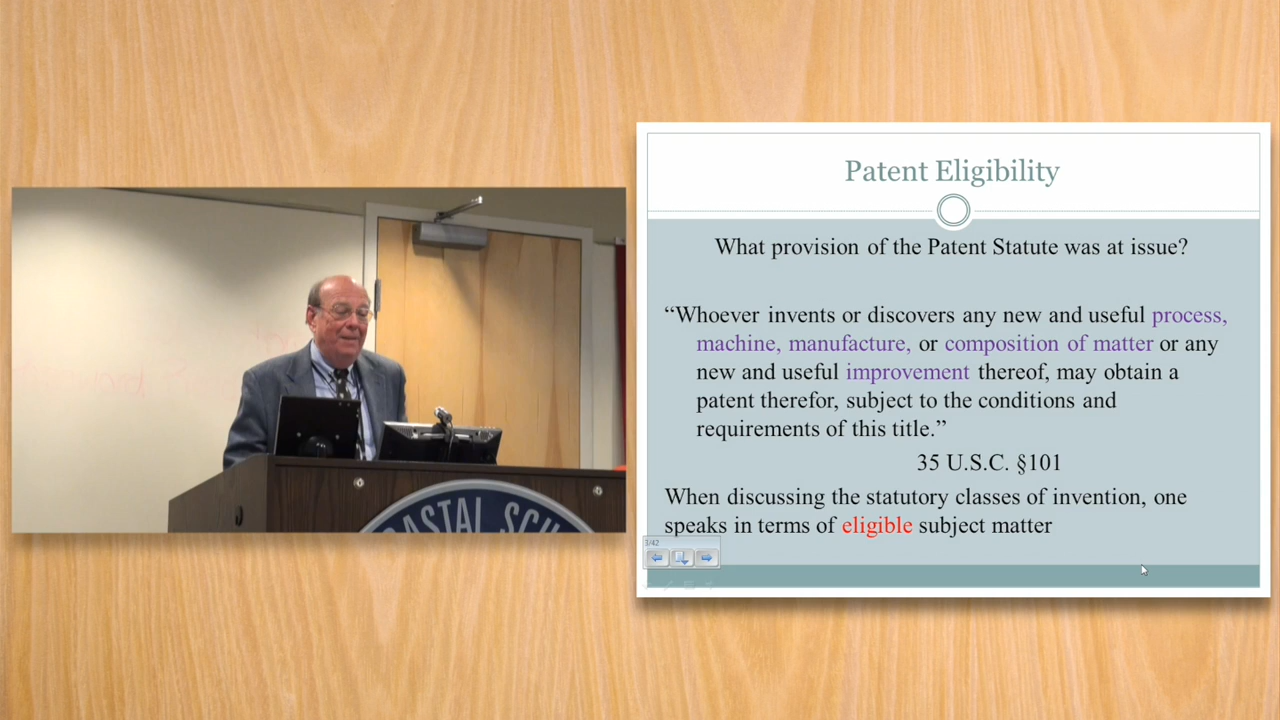 Patent Eligibility
What provision of the Patent Statute was at issue?
“Whoever invents or discovers any new and useful process,
machine, manufacture, or composition of matter or any
new and useful improvement thereof, may obtain a
patent therefor, subject to the conditions and
requirements of this title.”
35 U.S.C. §101
When discussing the statutory classes of invention, one
speaks in terms of eligible subject matter
3/42